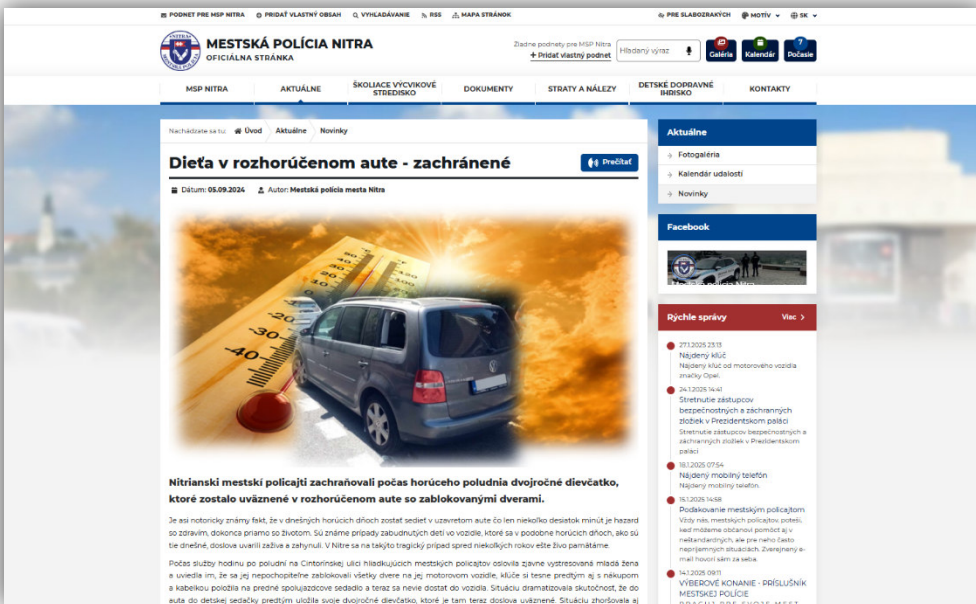 PODNET PRE MSP NITRA PRIDAŤ VLASTNÝ OBSAH VYHĽADÁVANIE RSS MAPA STRÁNOK PRE SLABOZRAKÝCH MOTÍV SK
MESTSKÁ POLÍCIA NITRA
OFICIÁLNA STRÁNKA
Žiadne podnety pre MSP Nitra
+ Pridať vlastný podnet
Hľadaný výraz
Galéria Kalendár Počasie
7
MSP NITRA AKTUÁLNE ŠKOLIACE VÝCVIKOVÉ STREDISKO DOKUMENTY STRATY A NÁLEZY DETSKÉ DOPRAVNÉ IHRISKO KONTAKTY
Nachádzate sa tu: Úvod Aktuálne Novinky
Dieťa v rozhorúčenom aute - zachránené
Prečítať
Dátum: 05.09.2024 Autor: Mestská polícia mesta Nitra
Nitrianski mestskí policajti zachraňovali počas horúceho poludnia dvojročné dievčatko,
ktoré zostalo uväznené v rozhorúčenom aute so zablokovanými dverami.
Je asi notoricky známy fakt, že v dnešných horúcich dňoch zostať sedieť v uzavretom aute čo len niekoľko desiatok minút je hazard
so zdravím, dokonca priamo so životom. Sú známe prípady zabudnutých detí vo vozidle, ktoré sa v podobne horúcich dňoch, ako sú
tie dnešné, doslova uvarili zaživa a zahynuli. V Nitre sa na takýto tragický prípad spred niekoľkých rokov ešte živo pamätáme.
Počas služby hodinu po poludní na Cintorínskej ulici hliadkujúcich mestských policajtov oslovila zjavne vystresovaná mladá žena
a uviedla im, že sa jej nepochopiteľne zablokovali všetky dvere na jej motorovom vozidle, kľúče si tesne predtým aj s nákupom
a kabelkou položila na predné spolujazdcove sedadlo a teraz sa nevie dostať do vozidla. Situáciu dramatizovala skutočnosť, že do
auta do detskej sedačky predtým uložila svoje dvojročné dievčatko, ktoré je tam teraz doslova uväznené. Situáciu zhoršovala aj
Aktuálne
Fotogaléria
Kalendár udalostí
Novinky
Facebook
Mestská polícia Nitra
Rýchle správy Viac
27.1.2025 23:13
Nájdený kľúč
Nájdený kľúč od motorového vozidla
značky Opel.
24.1.2025 14:41
Stretnutie zástupcov
bezpečnostných a záchranných
zložiek v Prezidentskom paláci
Stretnutie zástupcov bezpečnostných a
záchranných zložiek v Prezidentskom
paláci
18.1.2025 07:54
Nájdený mobilný telefón
Nájdený mobilný telefón.
15.1.2025 14:58
Poďakovanie mestským policajtom
Vždy nás, mestských policajtov, poteší,
keď môžeme občanovi pomôcť aj v
neštandardných, ale pre neho často
nepríjemných situáciách. Zverejnený e-
mail hovorí sám za seba.
14.1.2025 09:11
VÝBEROVÉ KONANIE - PRÍSLUŠNÍK
MESTSKEJ POLÍCIE